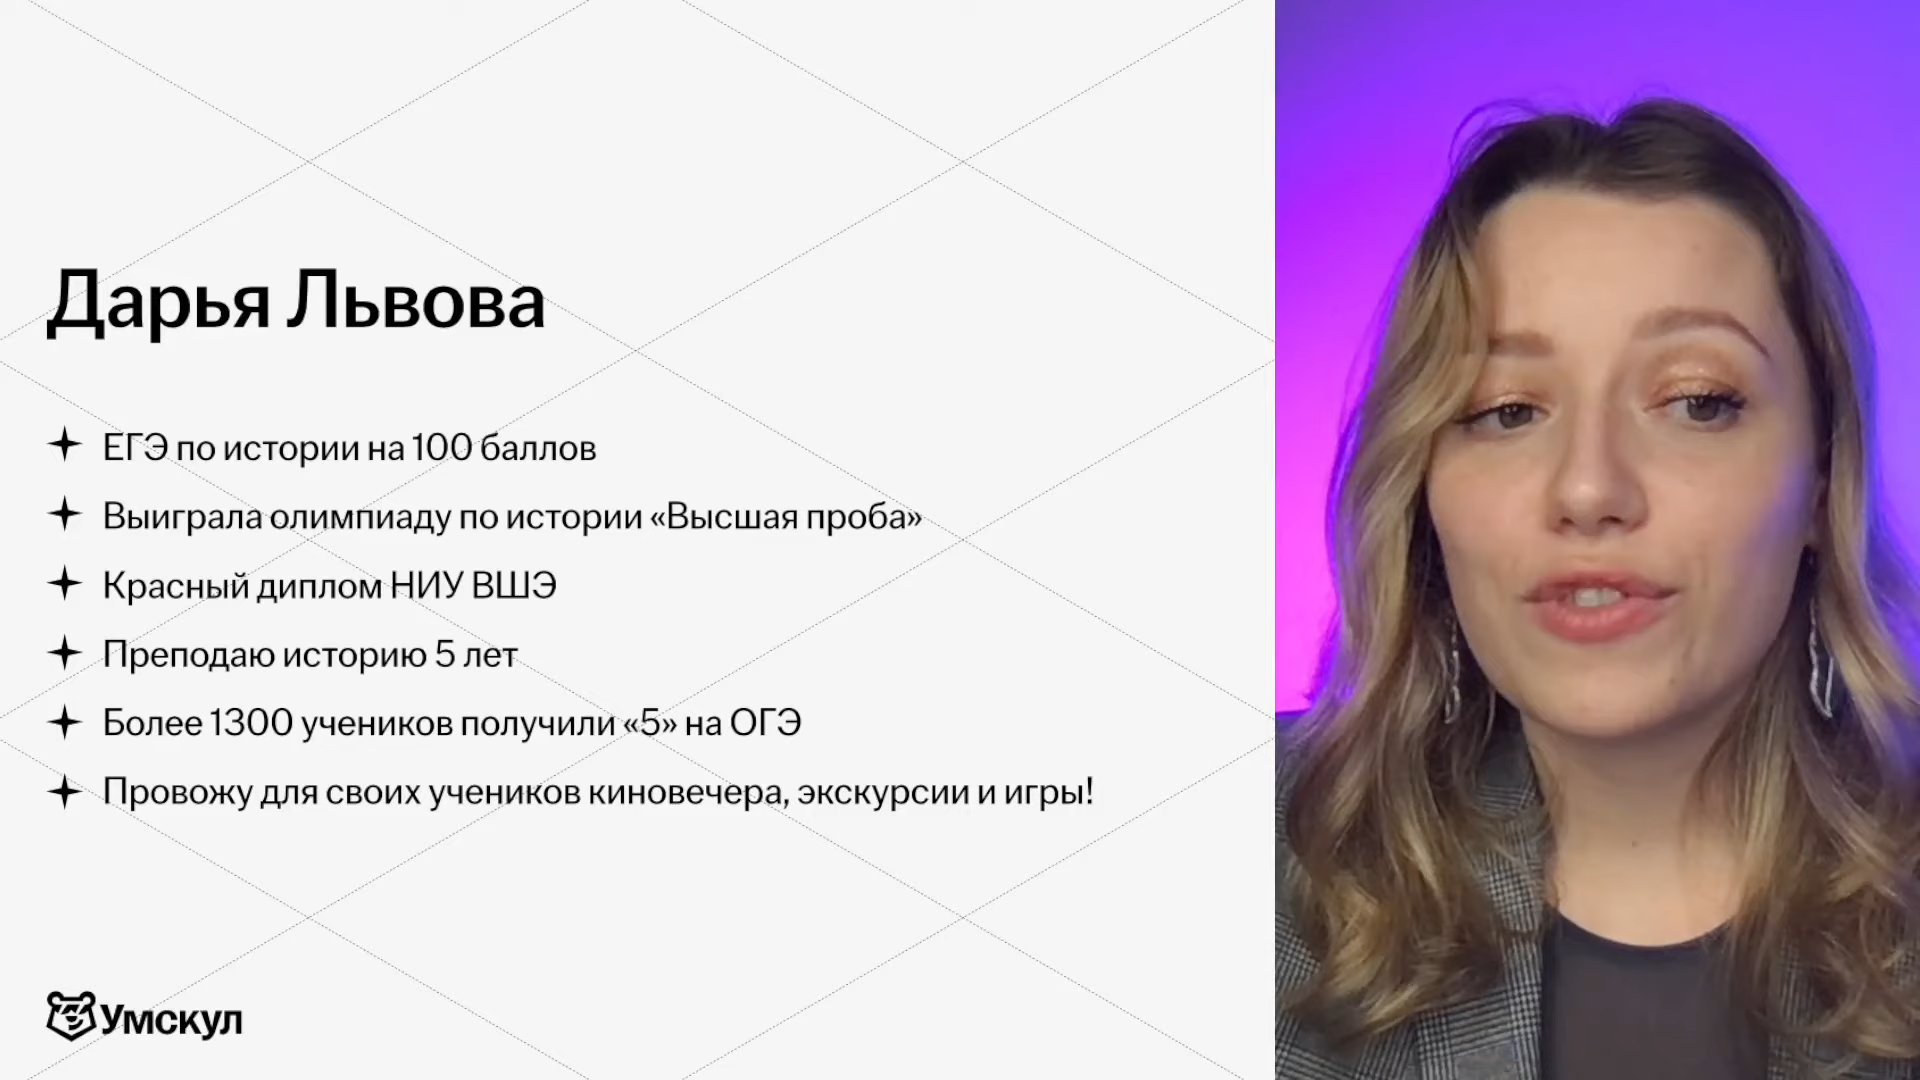 Дарья Львова
ЕГЭ по истории на 100 баллов
Выиграла олимпиаду по истории «Высшая проба»
Красный диплом НИУ ВШЭ
Преподаю историю 5 лет
Более 1300 учеников получили «5» на ОГЭ
Провожу для своих учеников киновечера, экскурсии и игры!
Умскул